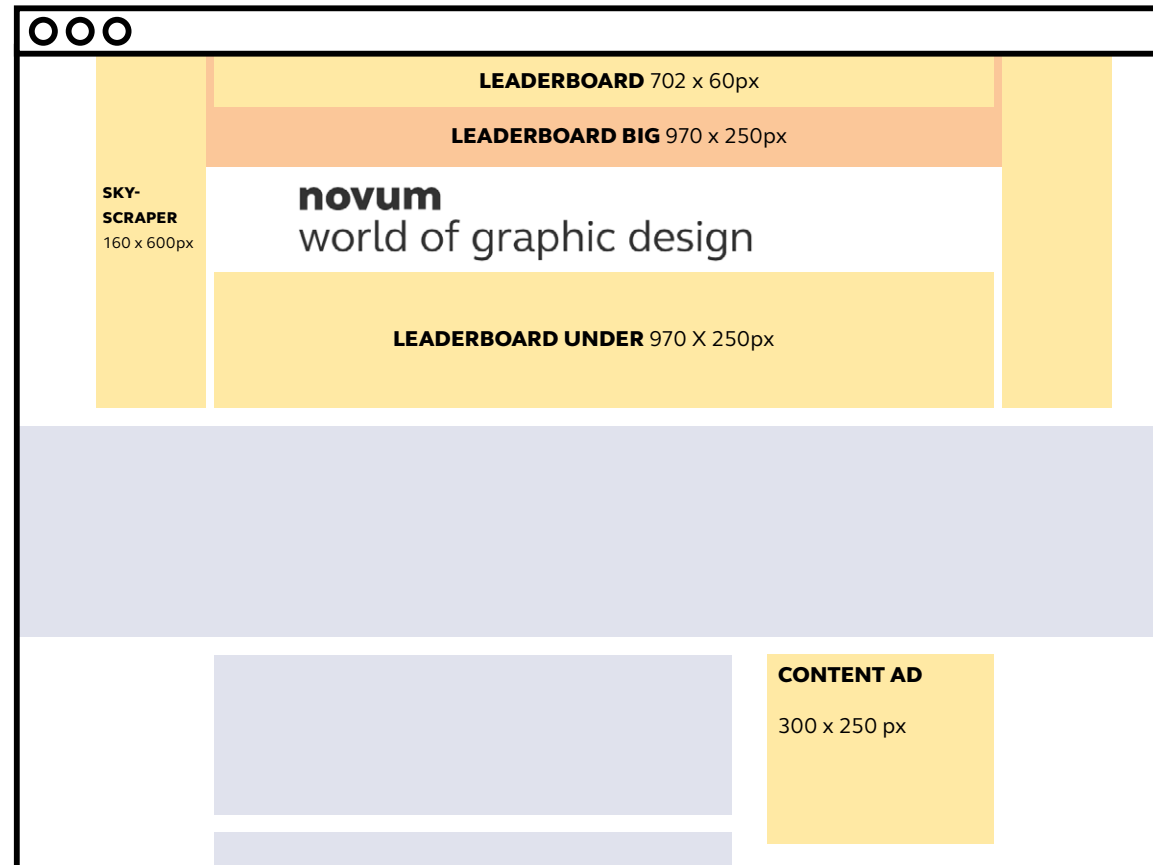 LEADERBOARD 702 x 60px
LEADERBOARD BIG 970 x 250px
SKY-
SCRAPER
160 x 600px
novum
world of graphic design
LEADERBOARD UNDER 970 X 250px
CONTENT AD
300 x 250 px